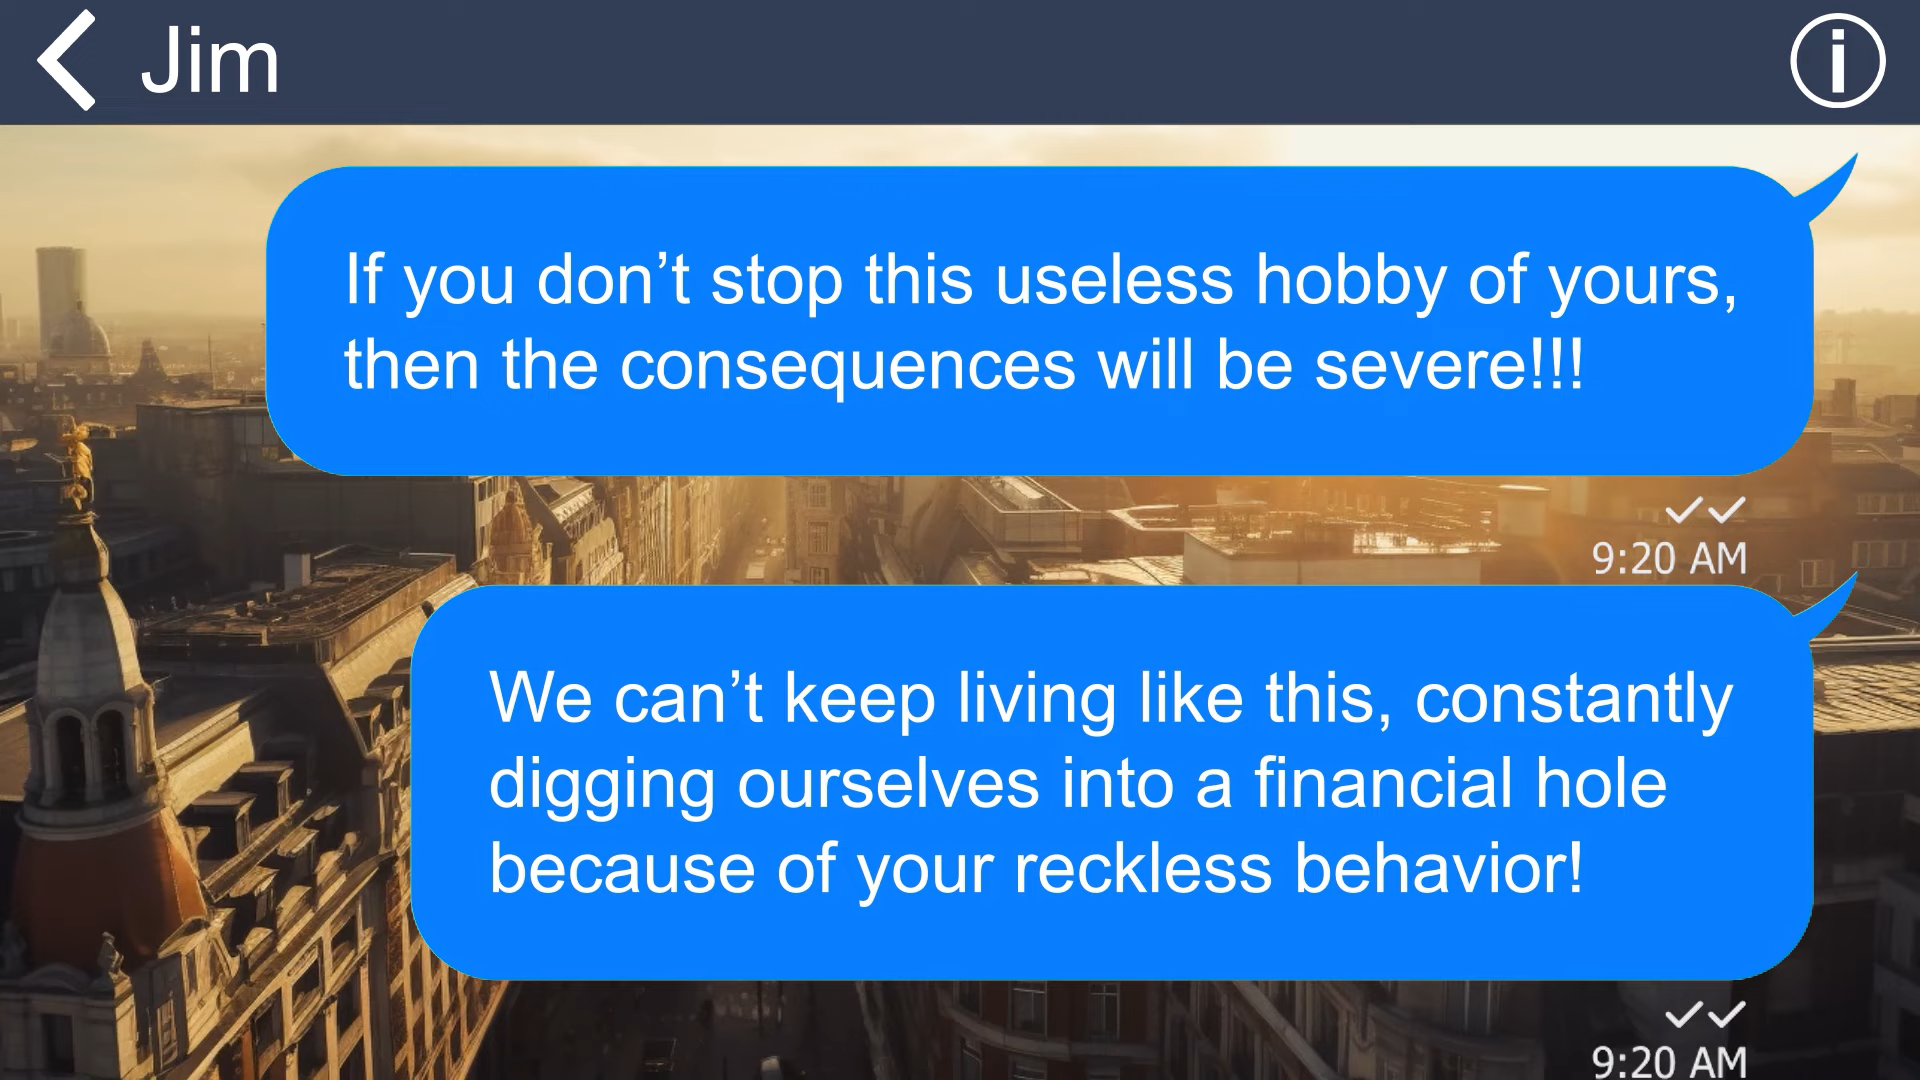 Jim
If you don’t stop this useless hobby of yours,
then the consequences will be severe!!!
9:20 AM
We can’t keep living like this, constantly
digging ourselves into a financial hole
because of your reckless behavior!
9:20 AM